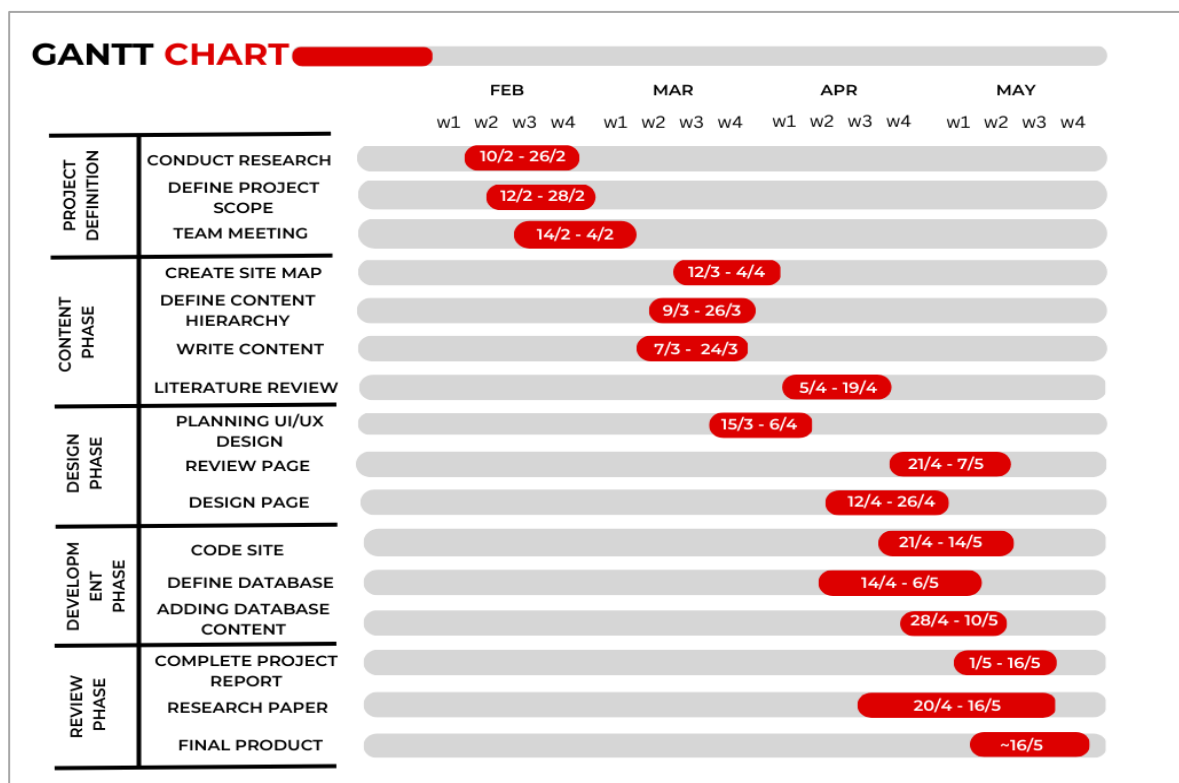 GANTT CHART
FEB MAR APR MAY
w1 w2 w3 w4 w1 w2 w3 w4 w1 w2 w3 w4 w1 w2 w3 w4
PROJECT
DEFINITION
CONDUCT RESEARCH 10/2 - 26/2
DEFINE PROJECT
SCOPE 12/2 - 28/2
TEAM MEETING 14/2 - 4/2
CONTENT
PHASE
CREATE SITE MAP 12/3 - 4/4
DEFINE CONTENT
HIERARCHY 9/3 - 26/3
WRITE CONTENT 7/3 - 24/3
LITERATURE REVIEW 5/4 - 19/4
DESIGN
PHASE
PLANNING UI/UX
DESIGN 15/3 - 6/4
REVIEW PAGE 21/4 - 7/5
DESIGN PAGE 12/4 - 26/4
DEVELOPM
ENT
PHASE
CODE SITE 21/4 - 14/5
DEFINE DATABASE 14/4 - 6/5
ADDING DATABASE
CONTENT 28/4 - 10/5
REVIEW
PHASE
COMPLETE PROJECT
REPORT 1/5 - 16/5
RESEARCH PAPER 20/4 - 16/5
FINAL PRODUCT ~16/5